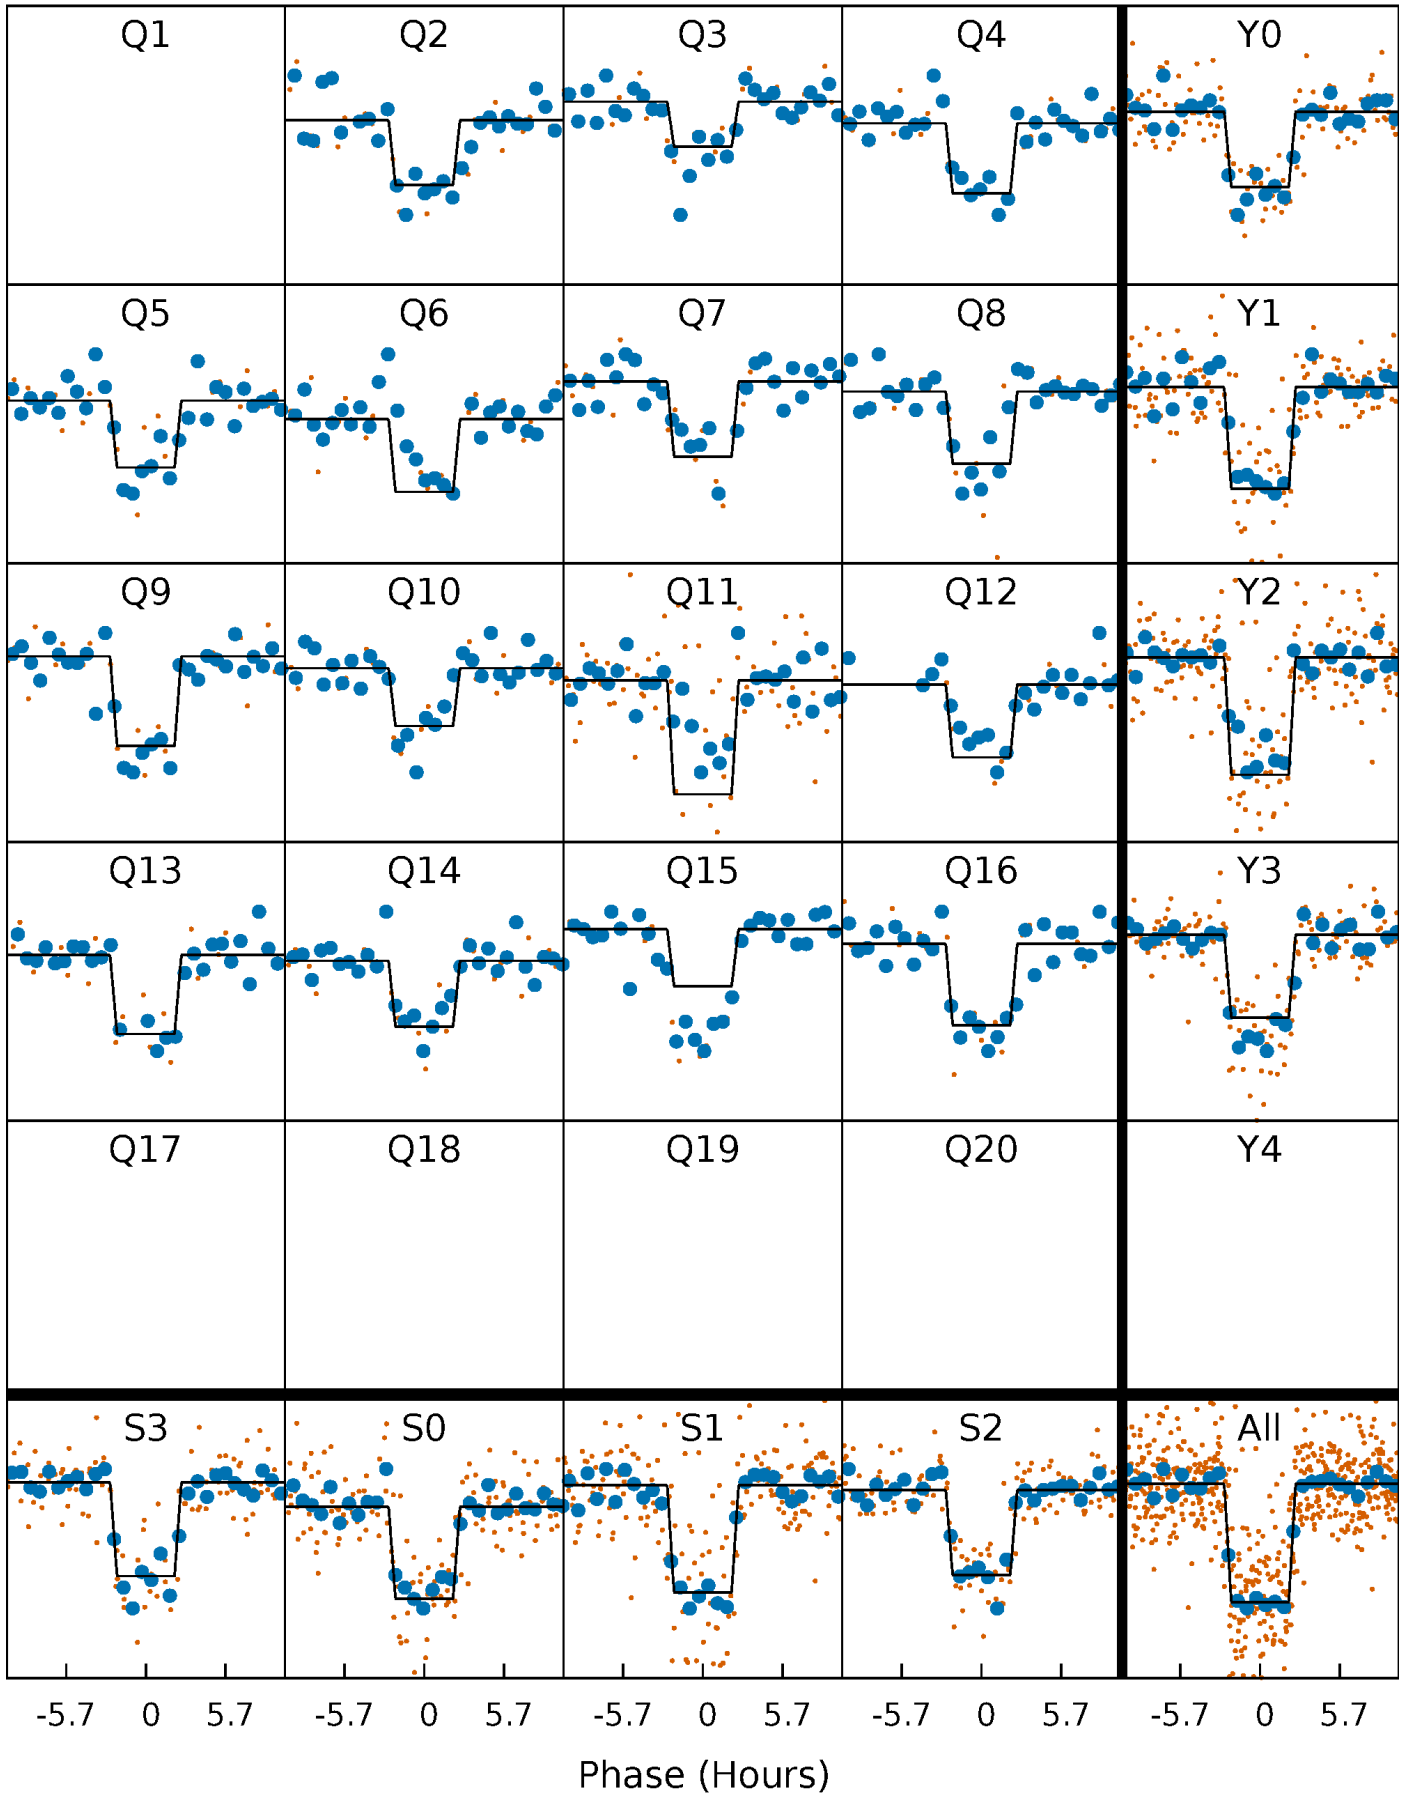 Q1 Q2 Q3 Q4 Y0
Q5 Q6 Q7 Q8 Y1
Q9 Q10 Q11 Q12 Y2
Q13 Q14 Q15 Q16 Y3
Q17 Q18 Q19 Q20 Y4
S3 S0 S1 S2 All
-5.7 0 5.7 -5.7 0 5.7 -5.7 0 5.7 -5.7 0 5.7 -5.7 0 5.7
Phase (Hours)